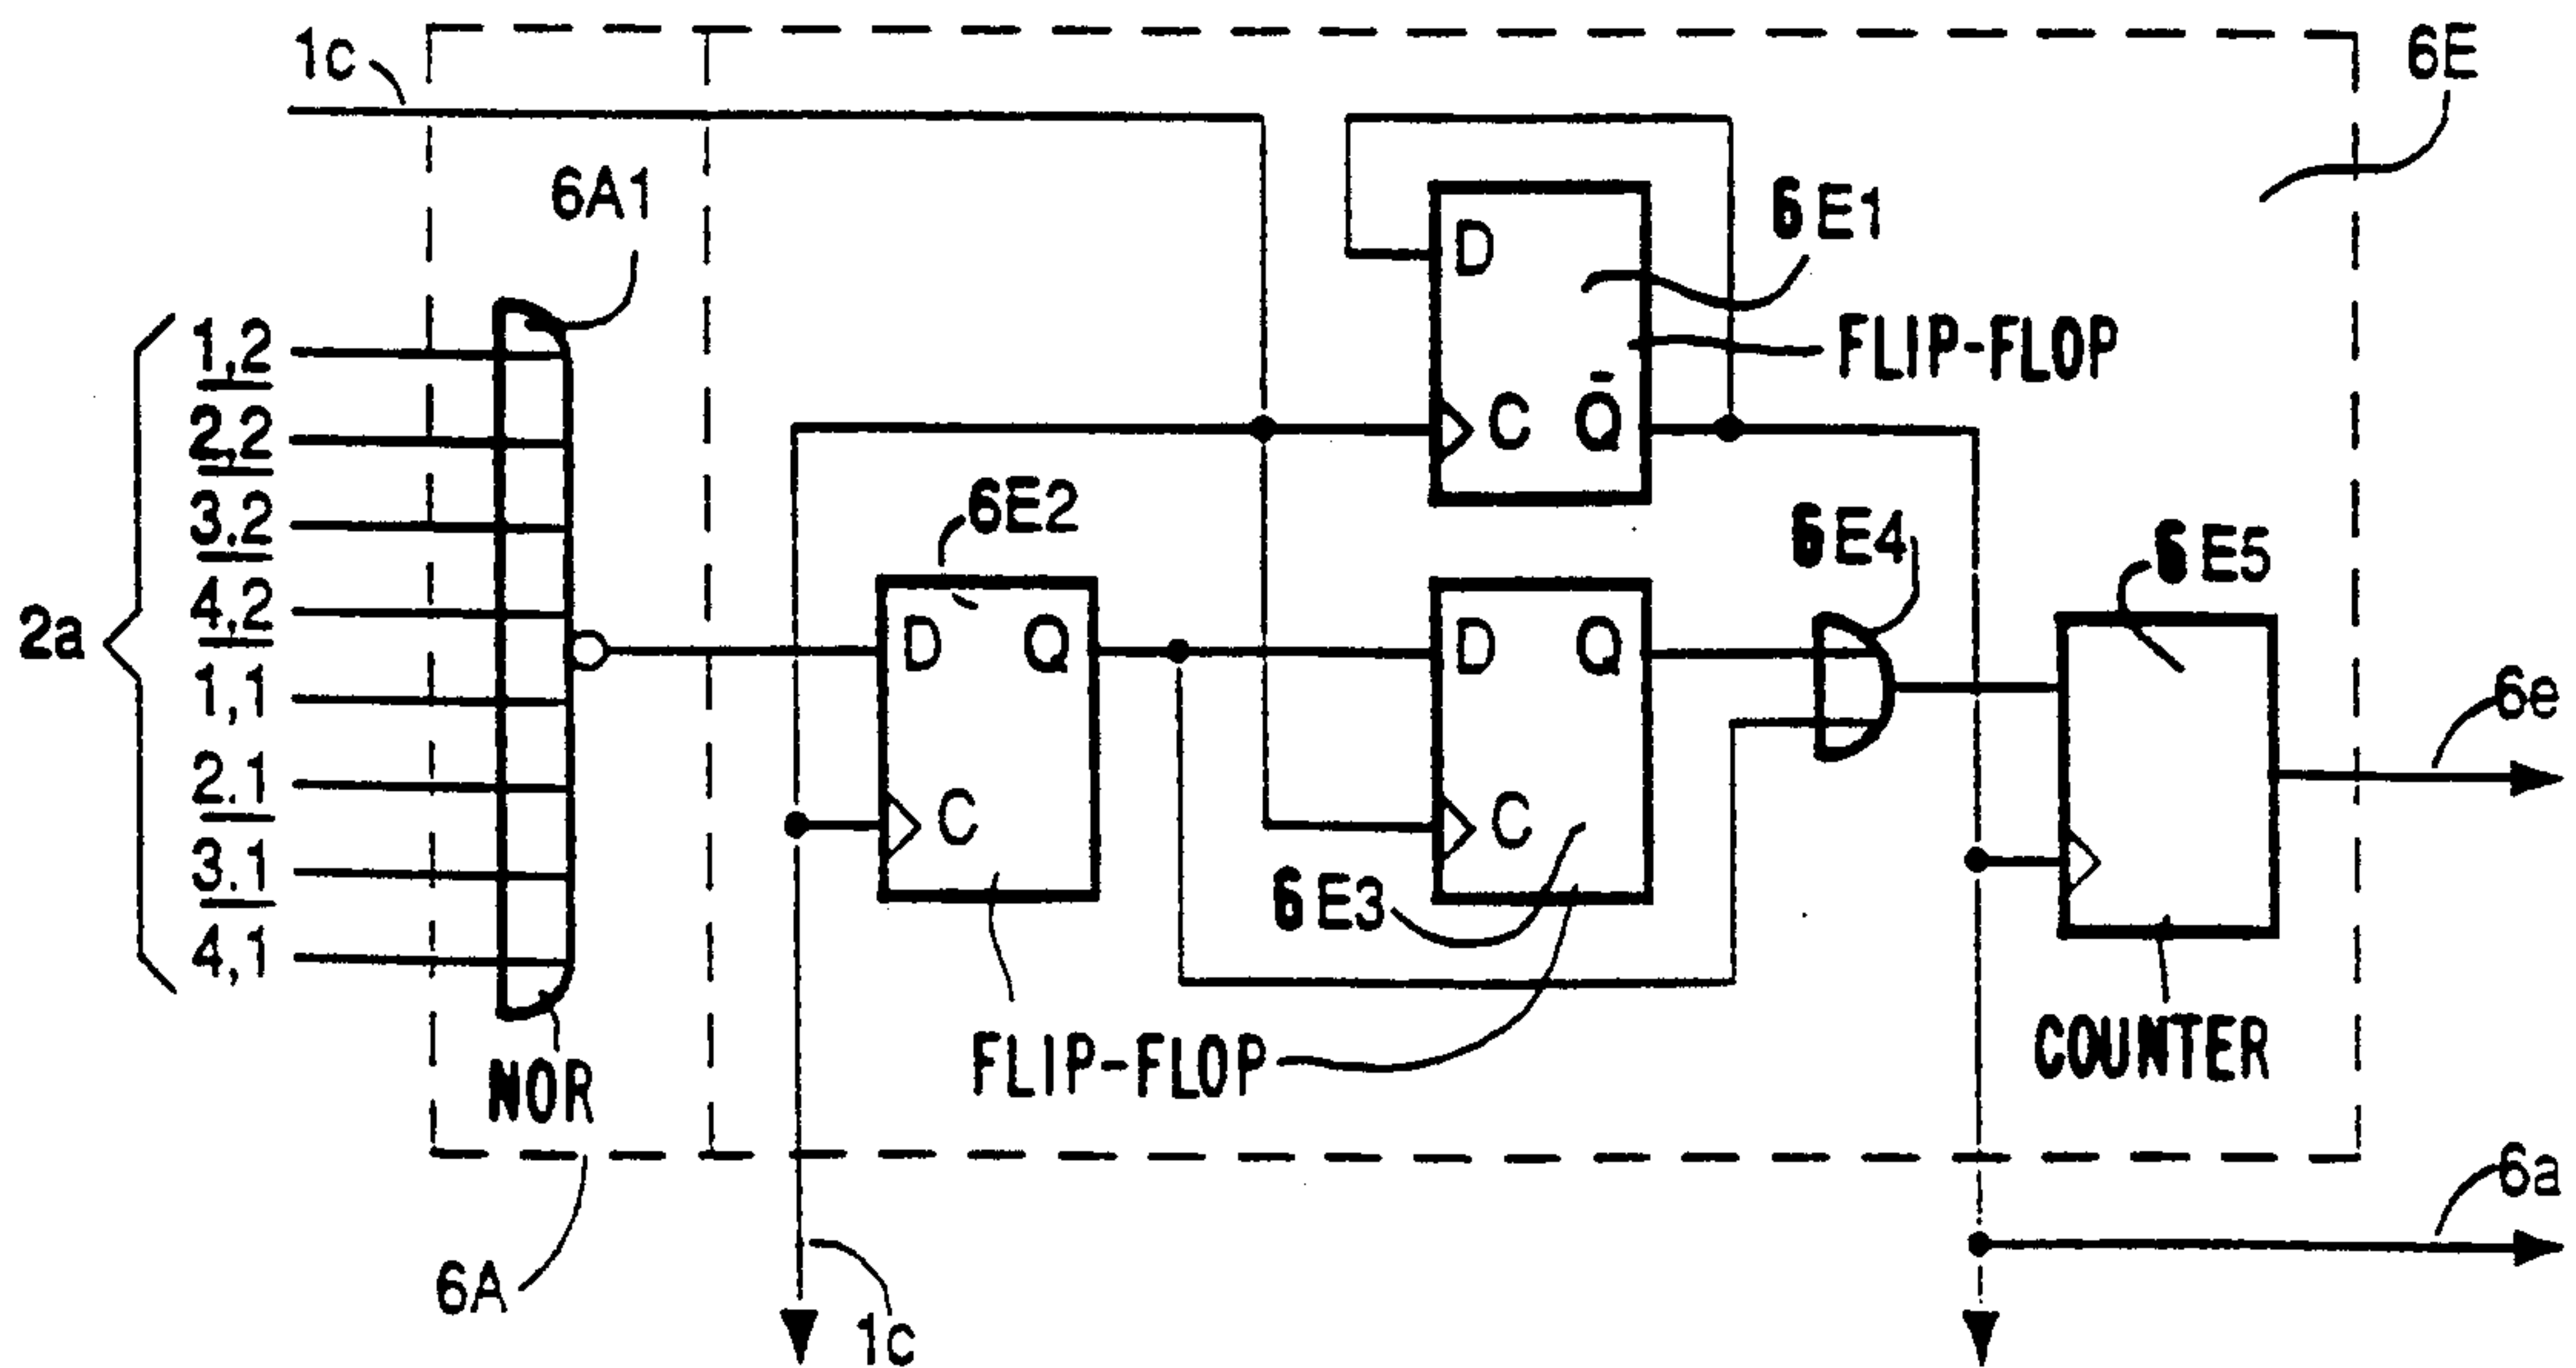 1c
6E
6A1
D
6E1
FLIP-FLOP
C Q̄
2a
1,2
2,2
3.2
4,2
1,1
2.1
3.1
4,1
6E2
D Q
C
D Q
C
6E3
6E4
6E5
6e
FLIP-FLOP
COUNTER
NOR
6A
1c
6a